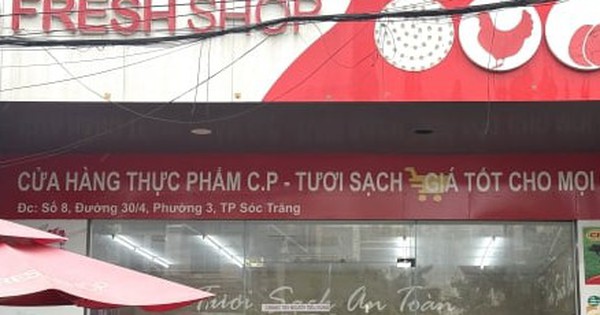 FRESH SHOP
CỬA HÀNG THỰC PHẨM C.P - TƯƠI SẠCH GIÁ TỐT CHO MỌI
Đc: Số 8, Đường 30/4, Phường 3, TP Sóc Trăng
Tươi Sạch An Toàn